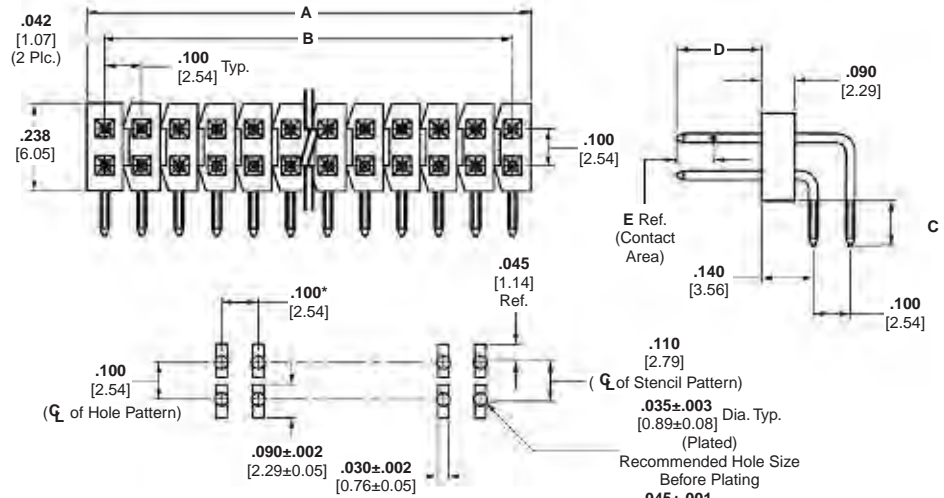 A
B
.042
[1.07]
(2 Plc.)
.100
[2.54] Typ.
.238
[6.05]
.100
[2.54]
D
.090
[2.29]
E Ref.
(Contact
Area)
C
.140
[3.56]
.100
[2.54]
.045
[1.14]
Ref.
.100*
[2.54]
.100
[2.54]
(℄ of Hole Pattern)
.110
[2.79]
( ℄ of Stencil Pattern)
.090±.002
[2.29±0.05]
.030±.002
[0.76±0.05]
.035±.003
[0.89±0.08] Dia. Typ.
(Plated)
Recommended Hole Size
Before Plating
.045±.001